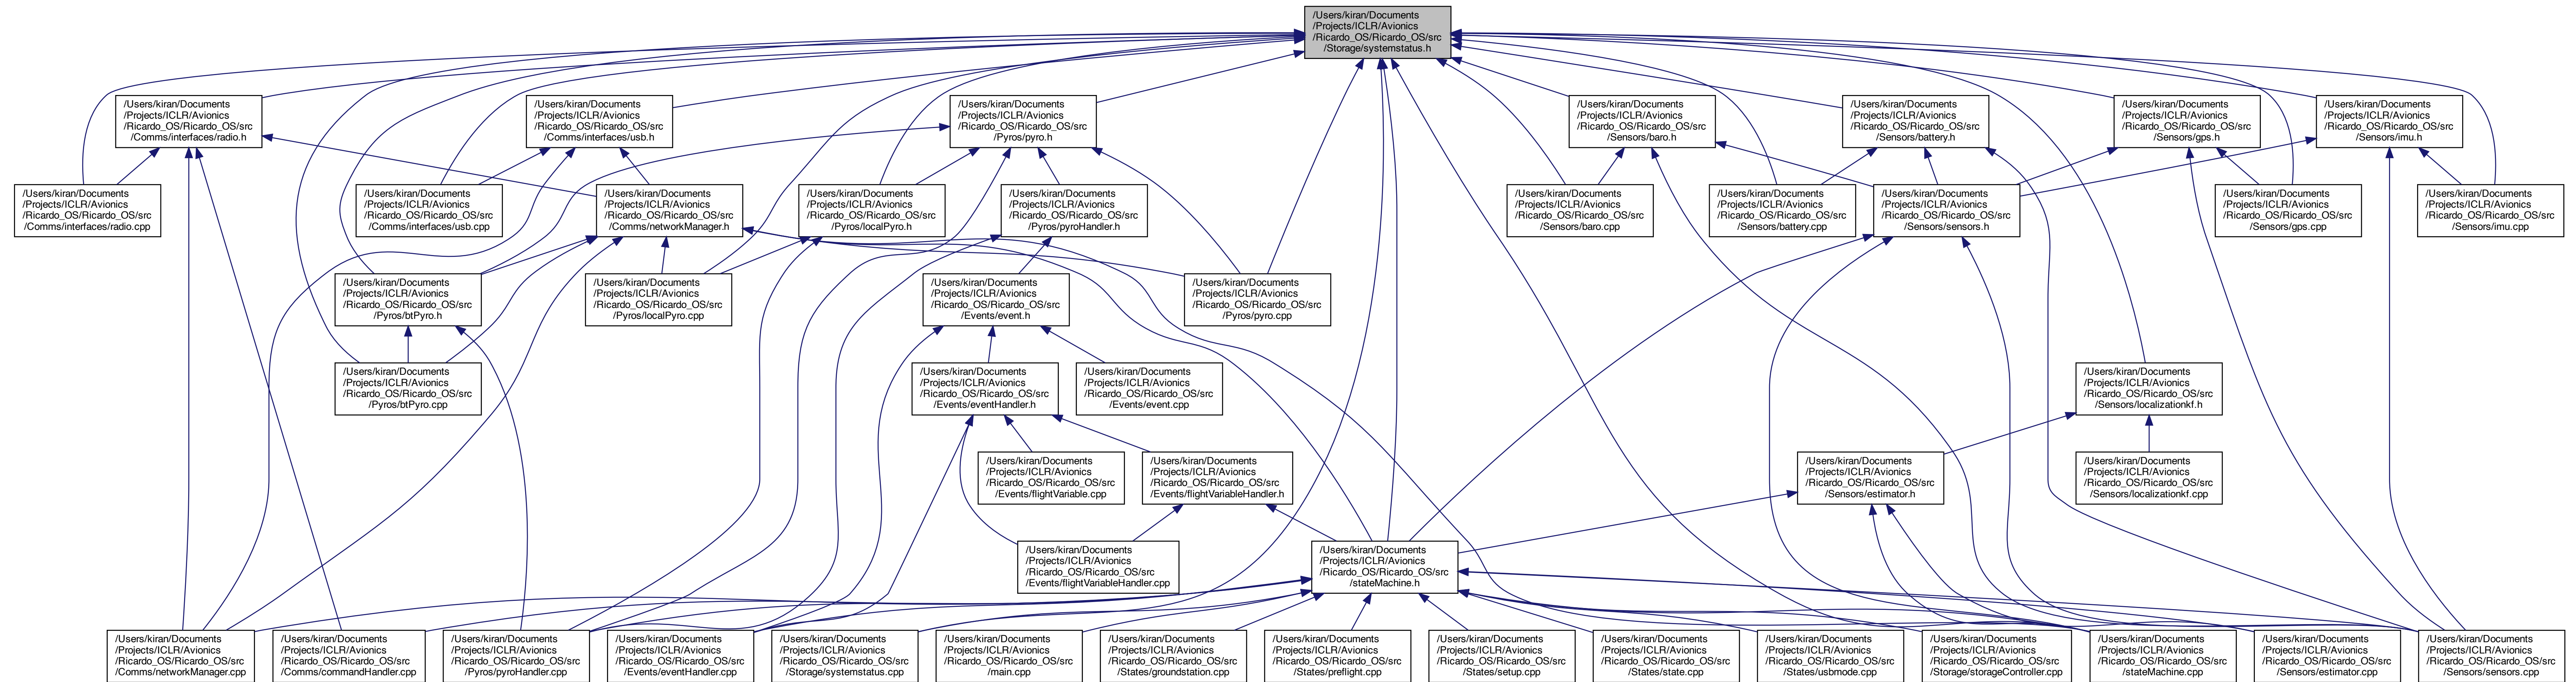 /Users/kiran/Documents
/Projects/ICLR/Avionics
/Ricardo_OS/Ricardo_OS/src
/Storage/systemstatus.h
/Users/kiran/Documents
/Projects/ICLR/Avionics
/Ricardo_OS/Ricardo_OS/src
/Comms/interfaces/radio.h
/Users/kiran/Documents
/Projects/ICLR/Avionics
/Ricardo_OS/Ricardo_OS/src
/Comms/interfaces/usb.h
/Users/kiran/Documents
/Projects/ICLR/Avionics
/Ricardo_OS/Ricardo_OS/src
/Pyros/pyro.h
/Users/kiran/Documents
/Projects/ICLR/Avionics
/Ricardo_OS/Ricardo_OS/src
/Sensors/baro.h
/Users/kiran/Documents
/Projects/ICLR/Avionics
/Ricardo_OS/Ricardo_OS/src
/Sensors/battery.h
/Users/kiran/Documents
/Projects/ICLR/Avionics
/Ricardo_OS/Ricardo_OS/src
/Sensors/gps.h
/Users/kiran/Documents
/Projects/ICLR/Avionics
/Ricardo_OS/Ricardo_OS/src
/Sensors/imu.h
/Users/kiran/Documents
/Projects/ICLR/Avionics
/Ricardo_OS/Ricardo_OS/src
/Comms/interfaces/radio.cpp
/Users/kiran/Documents
/Projects/ICLR/Avionics
/Ricardo_OS/Ricardo_OS/src
/Comms/interfaces/usb.cpp
/Users/kiran/Documents
/Projects/ICLR/Avionics
/Ricardo_OS/Ricardo_OS/src
/Comms/networkManager.h
/Users/kiran/Documents
/Projects/ICLR/Avionics
/Ricardo_OS/Ricardo_OS/src
/Pyros/localPyro.h
/Users/kiran/Documents
/Projects/ICLR/Avionics
/Ricardo_OS/Ricardo_OS/src
/Pyros/pyroHandler.h
/Users/kiran/Documents
/Projects/ICLR/Avionics
/Ricardo_OS/Ricardo_OS/src
/Sensors/baro.cpp
/Users/kiran/Documents
/Projects/ICLR/Avionics
/Ricardo_OS/Ricardo_OS/src
/Sensors/battery.cpp
/Users/kiran/Documents
/Projects/ICLR/Avionics
/Ricardo_OS/Ricardo_OS/src
/Sensors/sensors.h
/Users/kiran/Documents
/Projects/ICLR/Avionics
/Ricardo_OS/Ricardo_OS/src
/Sensors/gps.cpp
/Users/kiran/Documents
/Projects/ICLR/Avionics
/Ricardo_OS/Ricardo_OS/src
/Sensors/imu.cpp
/Users/kiran/Documents
/Projects/ICLR/Avionics
/Ricardo_OS/Ricardo_OS/src
/Pyros/btPyro.h
/Users/kiran/Documents
/Projects/ICLR/Avionics
/Ricardo_OS/Ricardo_OS/src
/Pyros/localPyro.cpp
/Users/kiran/Documents
/Projects/ICLR/Avionics
/Ricardo_OS/Ricardo_OS/src
/Events/event.h
/Users/kiran/Documents
/Projects/ICLR/Avionics
/Ricardo_OS/Ricardo_OS/src
/Pyros/pyro.cpp
/Users/kiran/Documents
/Projects/ICLR/Avionics
/Ricardo_OS/Ricardo_OS/src
/Pyros/btPyro.cpp
/Users/kiran/Documents
/Projects/ICLR/Avionics
/Ricardo_OS/Ricardo_OS/src
/Events/eventHandler.h
/Users/kiran/Documents
/Projects/ICLR/Avionics
/Ricardo_OS/Ricardo_OS/src
/Events/event.cpp
/Users/kiran/Documents
/Projects/ICLR/Avionics
/Ricardo_OS/Ricardo_OS/src
/Sensors/localizationkf.h
/Users/kiran/Documents
/Projects/ICLR/Avionics
/Ricardo_OS/Ricardo_OS/src
/Events/flightVariable.cpp
/Users/kiran/Documents
/Projects/ICLR/Avionics
/Ricardo_OS/Ricardo_OS/src
/Events/flightVariableHandler.h
/Users/kiran/Documents
/Projects/ICLR/Avionics
/Ricardo_OS/Ricardo_OS/src
/Sensors/estimator.h
/Users/kiran/Documents
/Projects/ICLR/Avionics
/Ricardo_OS/Ricardo_OS/src
/Sensors/localizationkf.cpp
/Users/kiran/Documents
/Projects/ICLR/Avionics
/Ricardo_OS/Ricardo_OS/src
/Events/flightVariableHandler.cpp
/Users/kiran/Documents
/Projects/ICLR/Avionics
/Ricardo_OS/Ricardo_OS/src
/stateMachine.h
/Users/kiran/Documents
/Projects/ICLR/Avionics
/Ricardo_OS/Ricardo_OS/src
/Comms/networkManager.cpp
/Users/kiran/Documents
/Projects/ICLR/Avionics
/Ricardo_OS/Ricardo_OS/src
/Comms/commandHandler.cpp
/Users/kiran/Documents
/Projects/ICLR/Avionics
/Ricardo_OS/Ricardo_OS/src
/Pyros/pyroHandler.cpp
/Users/kiran/Documents
/Projects/ICLR/Avionics
/Ricardo_OS/Ricardo_OS/src
/Events/eventHandler.cpp
/Users/kiran/Documents
/Projects/ICLR/Avionics
/Ricardo_OS/Ricardo_OS/src
/Storage/systemstatus.cpp
/Users/kiran/Documents
/Projects/ICLR/Avionics
/Ricardo_OS/Ricardo_OS/src
/main.cpp
/Users/kiran/Documents
/Projects/ICLR/Avionics
/Ricardo_OS/Ricardo_OS/src
/States/groundstation.cpp
/Users/kiran/Documents
/Projects/ICLR/Avionics
/Ricardo_OS/Ricardo_OS/src
/States/preflight.cpp
/Users/kiran/Documents
/Projects/ICLR/Avionics
/Ricardo_OS/Ricardo_OS/src
/States/setup.cpp
/Users/kiran/Documents
/Projects/ICLR/Avionics
/Ricardo_OS/Ricardo_OS/src
/States/state.cpp
/Users/kiran/Documents
/Projects/ICLR/Avionics
/Ricardo_OS/Ricardo_OS/src
/States/usbmode.cpp
/Users/kiran/Documents
/Projects/ICLR/Avionics
/Ricardo_OS/Ricardo_OS/src
/Storage/storageController.cpp
/Users/kiran/Documents
/Projects/ICLR/Avionics
/Ricardo_OS/Ricardo_OS/src
/stateMachine.cpp
/Users/kiran/Documents
/Projects/ICLR/Avionics
/Ricardo_OS/Ricardo_OS/src
/Sensors/estimator.cpp
/Users/kiran/Documents
/Projects/ICLR/Avionics
/Ricardo_OS/Ricardo_OS/src
/Sensors/sensors.cpp